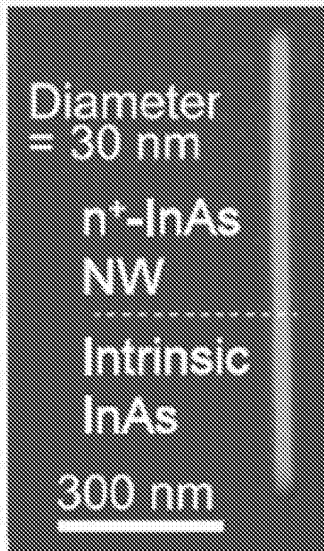 Diameter
= 30 nm
n⁺-InAs
NW
Intrinsic
InAs
300 nm